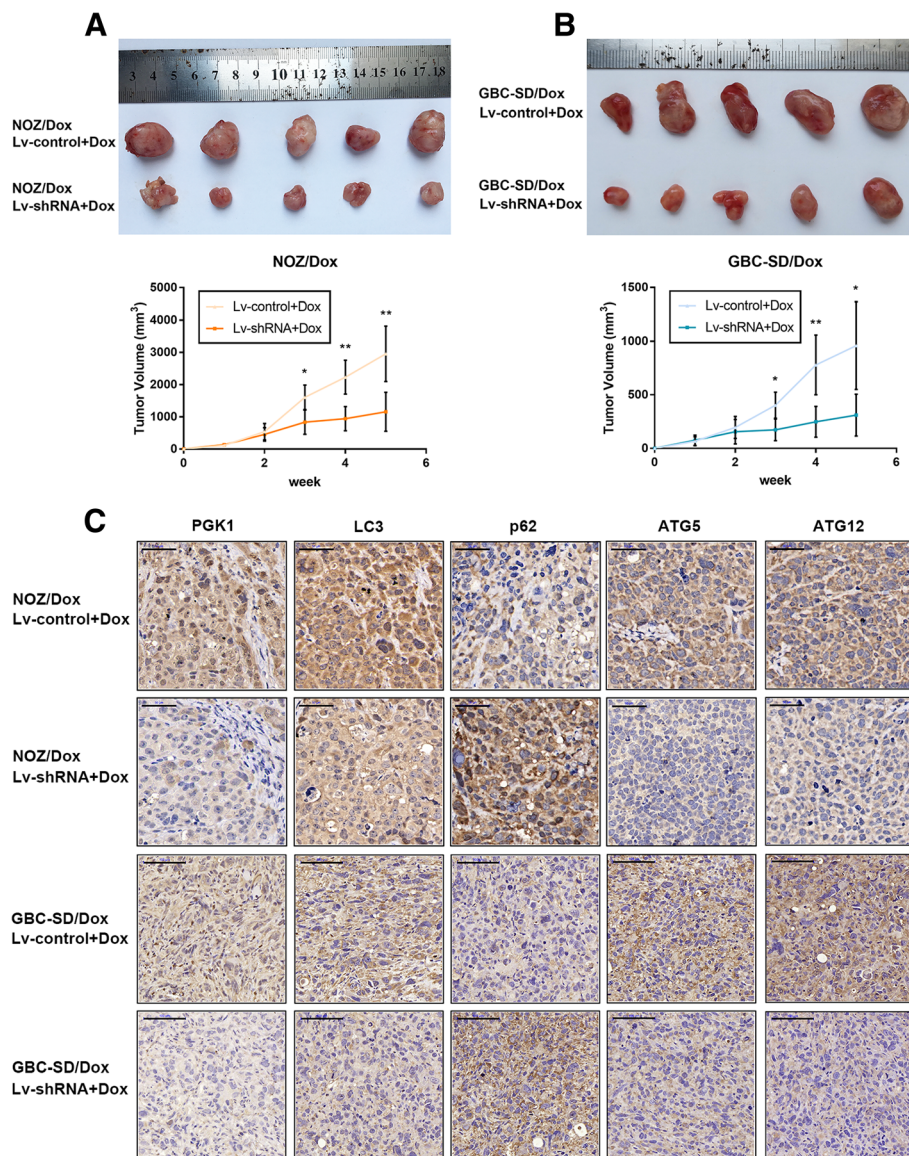 A
B
3 4 5 7 8 9 10 11 12 13 14 15 16 17 18
NOZ/Dox
Lv-control+Dox
NOZ/Dox
Lv-shRNA+Dox
GBC-SD/Dox
Lv-control+Dox
GBC-SD/Dox
Lv-shRNA+Dox
NOZ/Dox
5000
4000
3000
2000
1000
0
Tumor Volume (mm³)
Lv-control+Dox
Lv-shRNA+Dox
*
**
**
0 2 4 6
week
GBC-SD/Dox
1500
1000
500
0
Tumor Volume (mm³)
Lv-control+Dox
Lv-shRNA+Dox
*
**
*
0 2 4 6
week
C
PGK1 LC3 p62 ATG5 ATG12
NOZ/Dox
Lv-control+Dox
NOZ/Dox
Lv-shRNA+Dox
GBC-SD/Dox
Lv-control+Dox
GBC-SD/Dox
Lv-shRNA+Dox